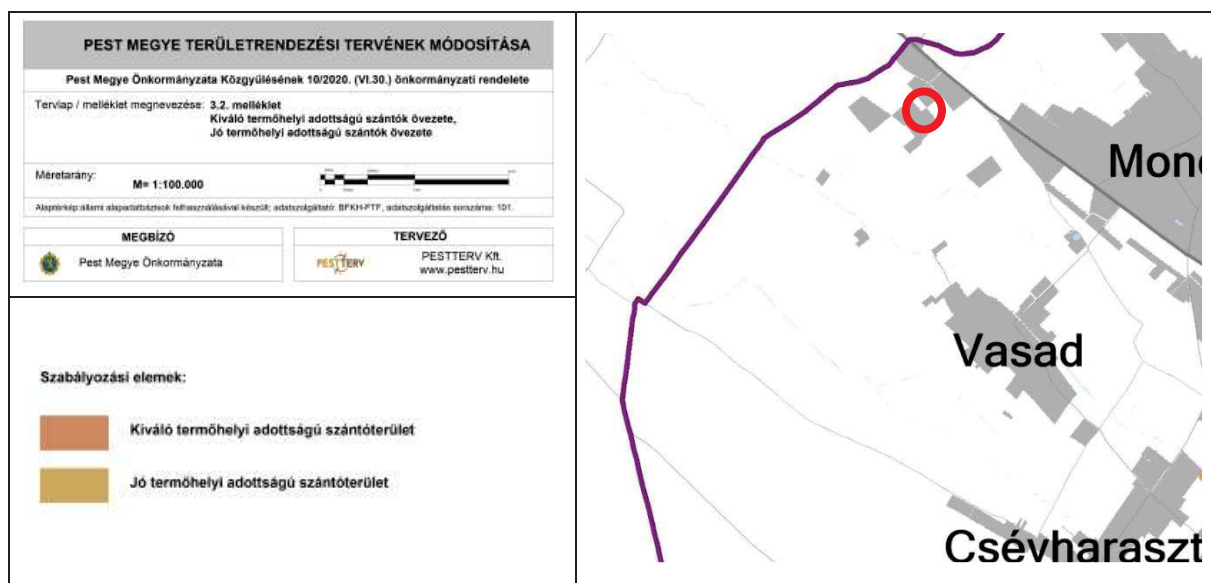 PEST MEGYE TERÜLETRENDEZÉSI TERVÉNEK MÓDOSÍTÁSA
Pest Megye Önkormányzata Közgyűlésének 10/2020. (VI.30.) önkormányzati rendelete
Tervlap / melléklet megnevezése: 3.2. melléklet
Kiváló termőhelyi adottságú szántók övezete,
Jó termőhelyi adottságú szántók övezete
Méretarány:
M= 1:100.000
Alaptérkép állami alapadatbázisok felhasználásával készült; adatszolgáltató: BFKH-FTF, adatszolgáltatás sorszáma: 101.
MEGBÍZÓ
Pest Megye Önkormányzata
TERVEZŐ
PESTTERV
PESTTERV Kft.
www.pestterv.hu
Szabályozási elemek:
Kiváló termőhelyi adottságú szántóterület
Jó termőhelyi adottságú szántóterület
Mono
Vasad
Csévharaszt